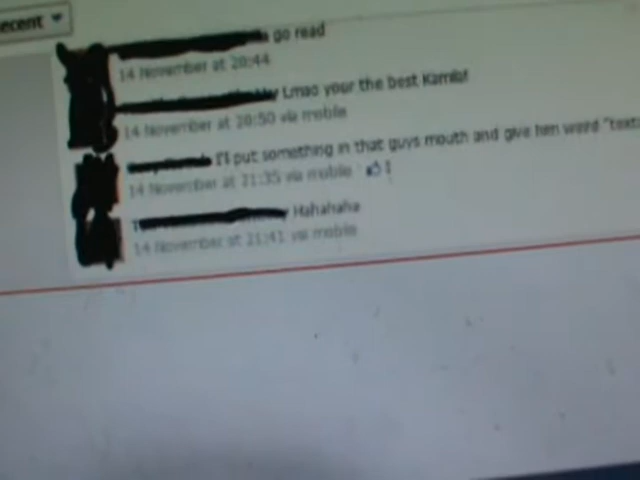 ecent
go read
14 November at 20:44
Lmao your the best
14 November at 20:50 via mobile
I'll put something in that guys mouth and give him weird "text
14 November at 21:35 via mobile 1
Hahahaha
14 November at 21:41 via mobile